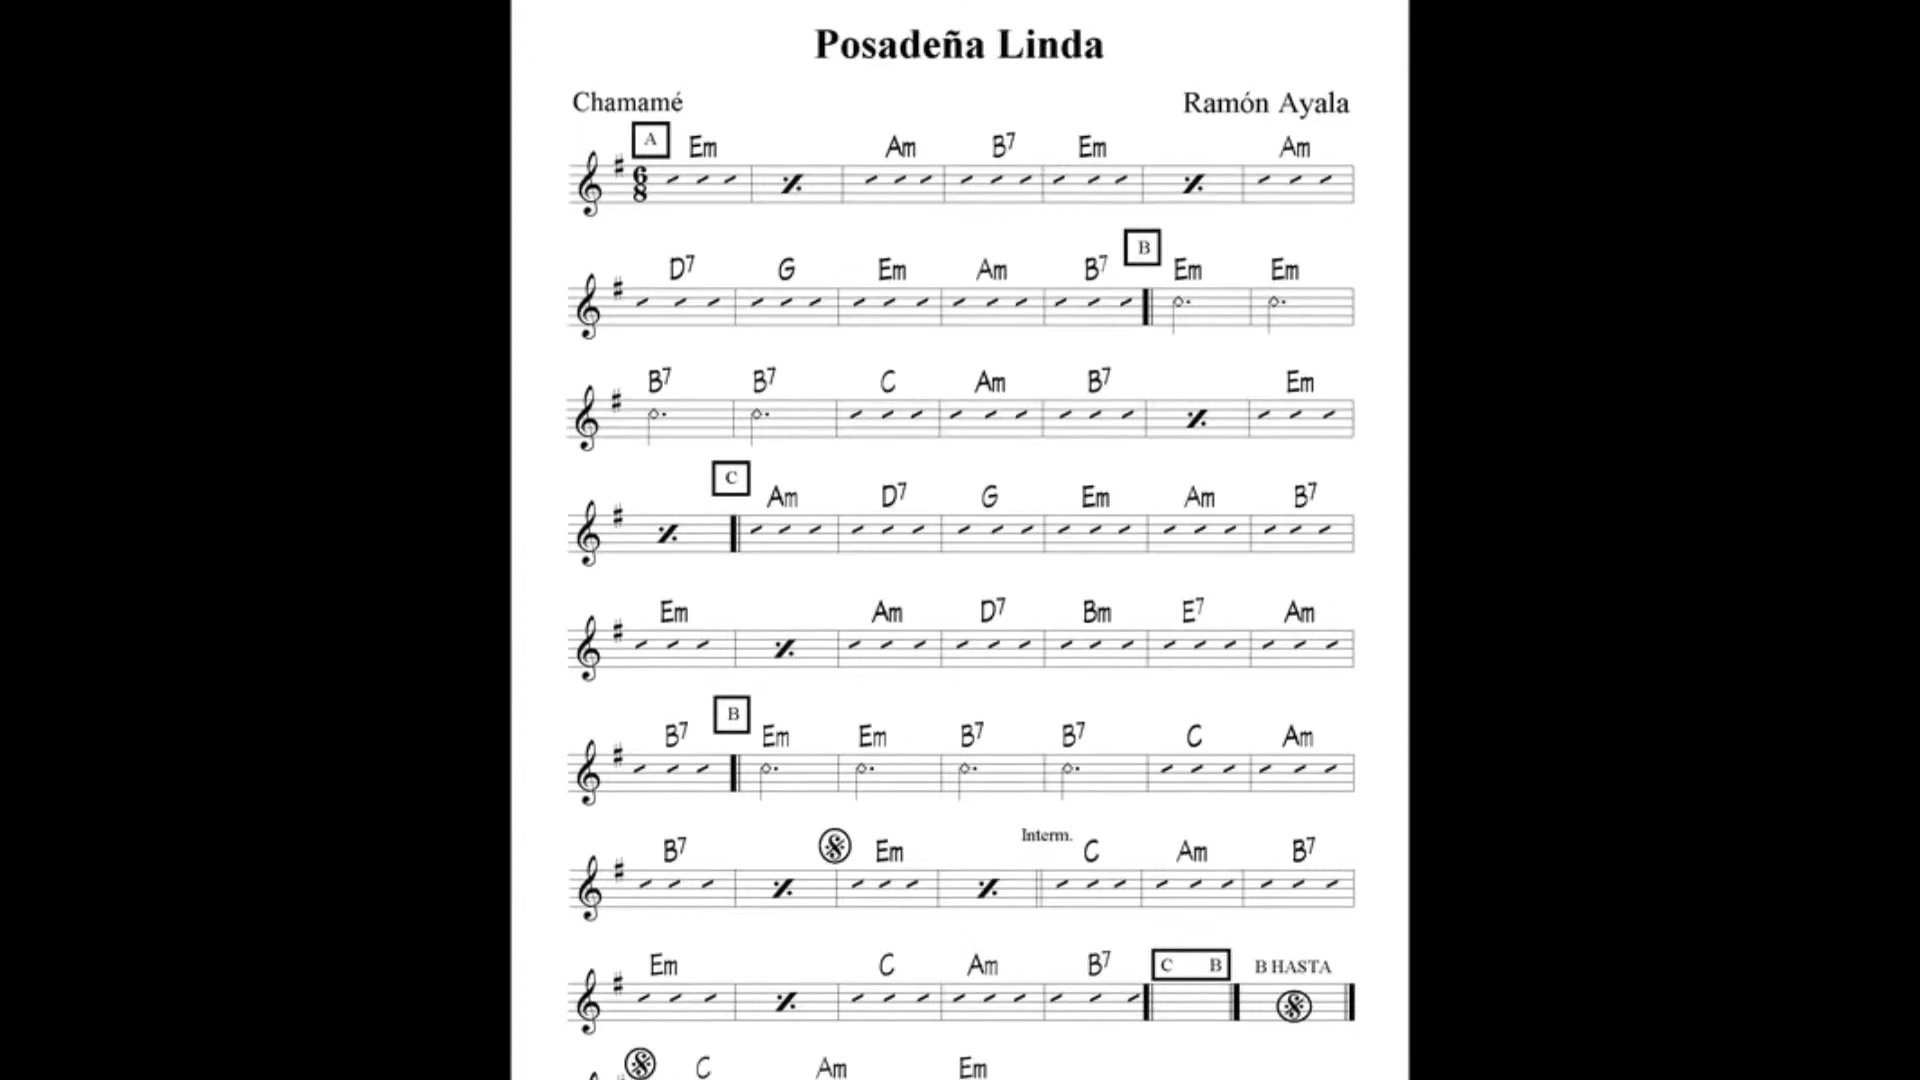 Posadeña Linda
Chamamé Ramón Ayala
A Em Am B7 Em Am
6
8
D7 G Em Am B7 B Em Em
B7 B7 C Am B7 Em
C Am D7 G Em Am B7
Em Am D7 Bm E7 Am
B7 B Em Em B7 B7 C Am
B7 Em Interm. C Am B7
Em C Am B7 C B B HASTA
C Am Em